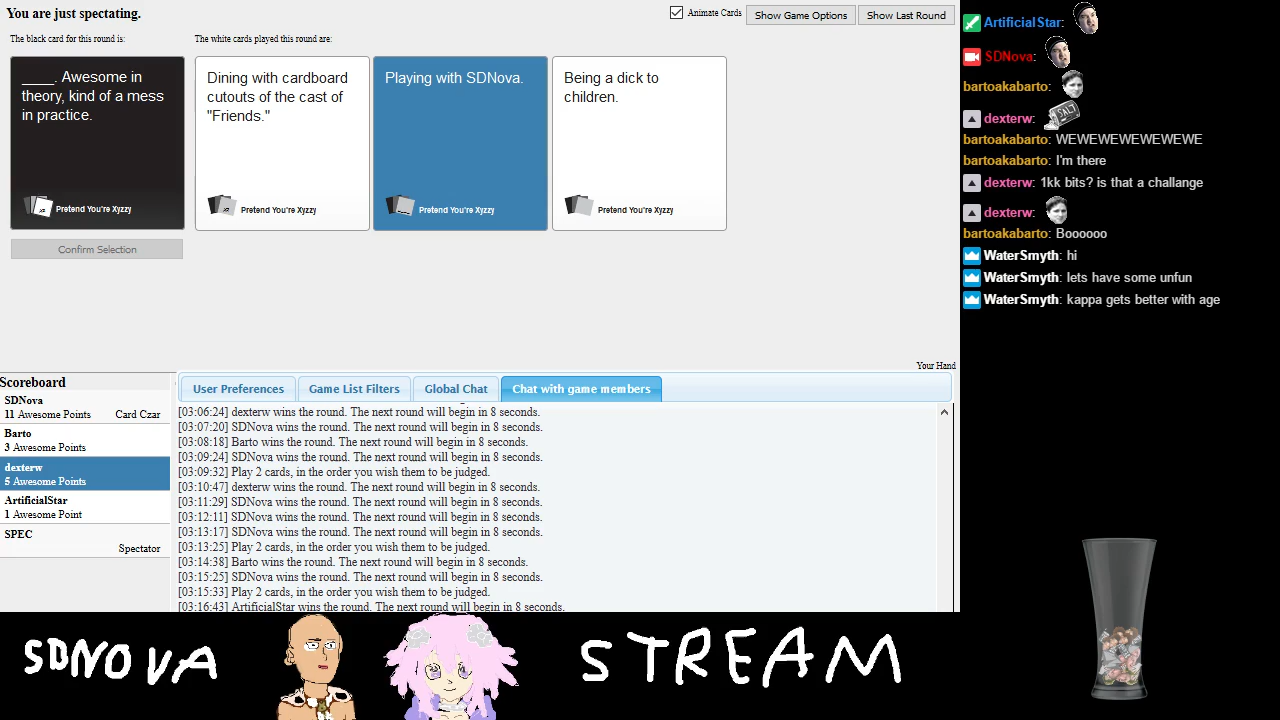 You are just spectating.
Animate Cards
Show Game Options
Show Last Round
The black card for this round is:
The white cards played this round are:
____. Awesome in
theory, kind of a mess
in practice.
Pretend You're Xyzzy
Dining with cardboard
cutouts of the cast of
"Friends."
Pretend You're Xyzzy
Playing with SDNova.
Pretend You're Xyzzy
Being a dick to
children.
Pretend You're Xyzzy
Confirm Selection
Your Hand
Scoreboard
SDNova
11 Awesome Points Card Czar
Barto
3 Awesome Points
dexterw
5 Awesome Points
ArtificialStar
1 Awesome Point
SPEC
Spectator
User Preferences
Game List Filters
Global Chat
Chat with game members
[03:06:24] dexterw wins the round. The next round will begin in 8 seconds.
[03:07:20] SDNova wins the round. The next round will begin in 8 seconds.
[03:08:18] Barto wins the round. The next round will begin in 8 seconds.
[03:09:24] SDNova wins the round. The next round will begin in 8 seconds.
[03:09:32] Play 2 cards, in the order you wish them to be judged.
[03:10:47] dexterw wins the round. The next round will begin in 8 seconds.
[03:11:29] SDNova wins the round. The next round will begin in 8 seconds.
[03:12:11] SDNova wins the round. The next round will begin in 8 seconds.
[03:13:17] SDNova wins the round. The next round will begin in 8 seconds.
[03:13:25] Play 2 cards, in the order you wish them to be judged.
[03:14:38] Barto wins the round. The next round will begin in 8 seconds.
[03:15:25] SDNova wins the round. The next round will begin in 8 seconds.
[03:15:33] Play 2 cards, in the order you wish them to be judged.
[03:16:43] ArtificialStar wins the round. The next round will begin in 8 seconds.
ArtificialStar:
SDNova:
bartoakabarto:
dexterw: SALT
bartoakabarto: WEWEWEWEWEWEWE
bartoakabarto: I'm there
dexterw: 1kk bits? is that a challange
dexterw:
bartoakabarto: Boooooo
WaterSmyth: hi
WaterSmyth: lets have some unfun
WaterSmyth: kappa gets better with age
SDNOVA STREAM